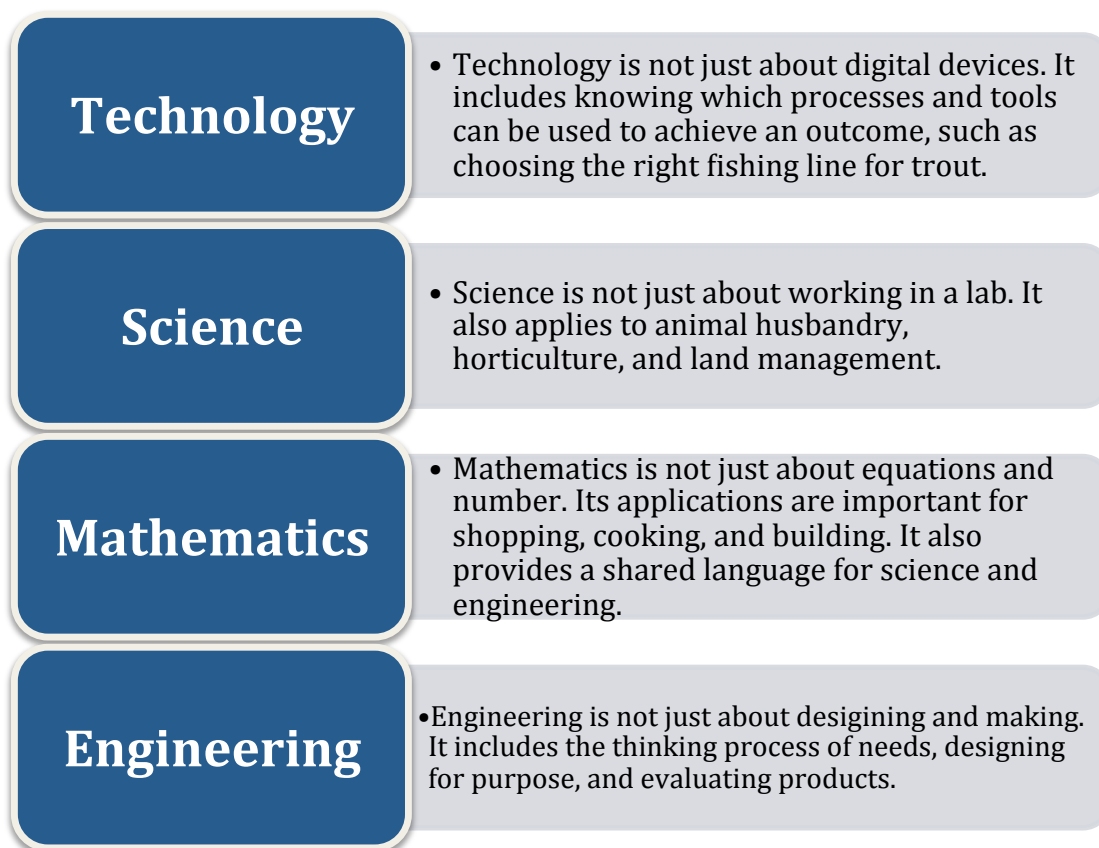 Technology
• Technology is not just about digital devices. It
includes knowing which processes and tools
can be used to achieve an outcome, such as
choosing the right fishing line for trout.
Science
• Science is not just about working in a lab. It
also applies to animal husbandry,
horticulture, and land management.
Mathematics
• Mathematics is not just about equations and
number. Its applications are important for
shopping, cooking, and building. It also
provides a shared language for science and
engineering.
Engineering
•Engineering is not just about desigining and making.
It includes the thinking process of needs, designing
for purpose, and evaluating products.